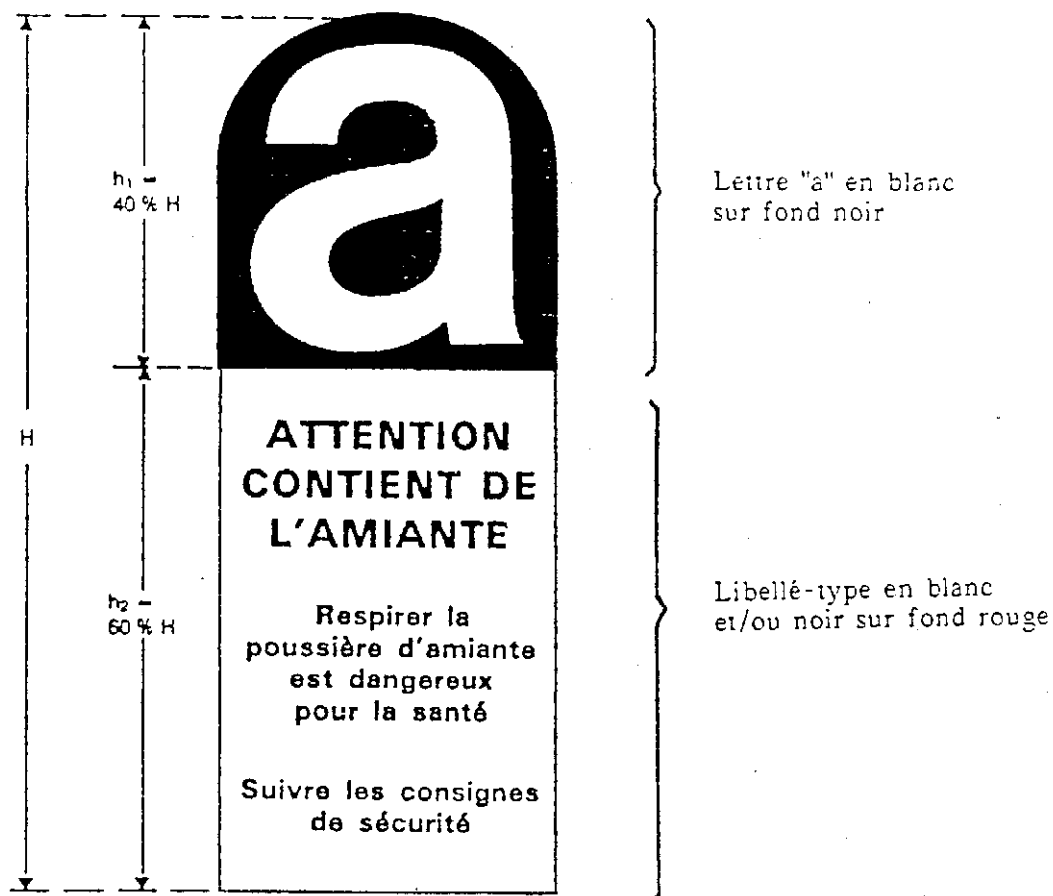 a
h₁ =
40 % H
Lettre "a" en blanc
sur fond noir
H
ATTENTION
CONTIENT DE
L'AMIANTE
h₂ =
60 % H
Respirer la
poussière d'amiante
est dangereux
pour la santé
Libellé-type en blanc
et/ou noir sur fond rouge
Suivre les consignes
de sécurité